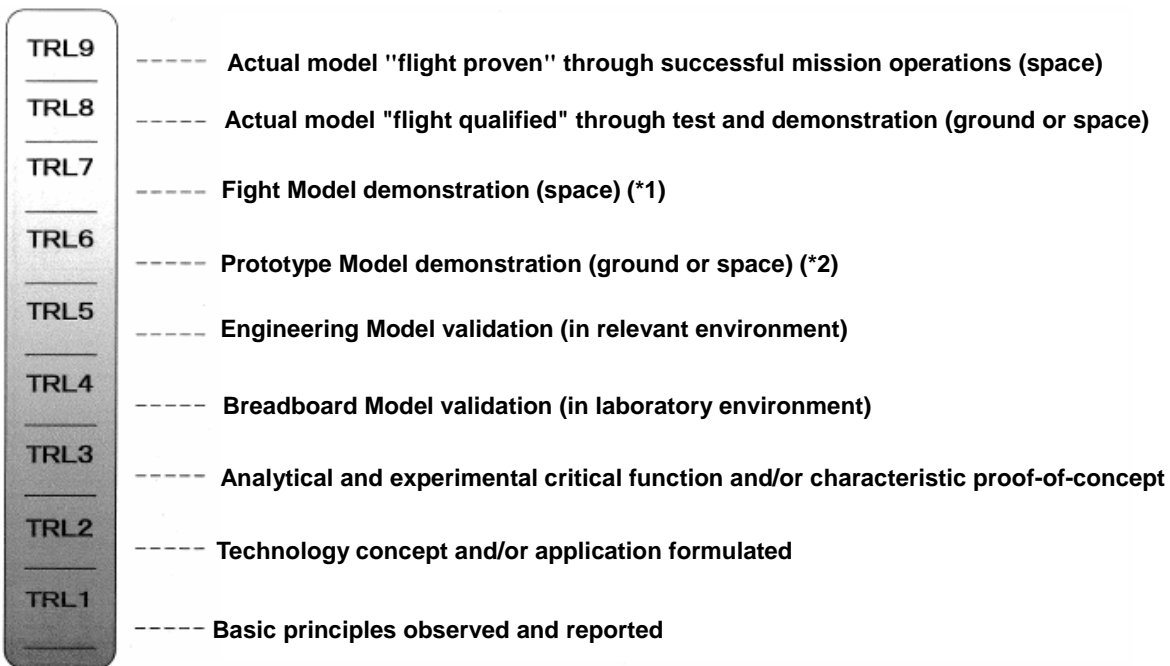 TRL9
Actual model "flight proven" through successful mission operations (space)
TRL8
Actual model "flight qualified" through test and demonstration (ground or space)
TRL7
Fight Model demonstration (space) (*1)
TRL6
Prototype Model demonstration (ground or space) (*2)
TRL5
Engineering Model validation (in relevant environment)
TRL4
Breadboard Model validation (in laboratory environment)
TRL3
Analytical and experimental critical function and/or characteristic proof-of-concept
TRL2
Technology concept and/or application formulated
TRL1
Basic principles observed and reported